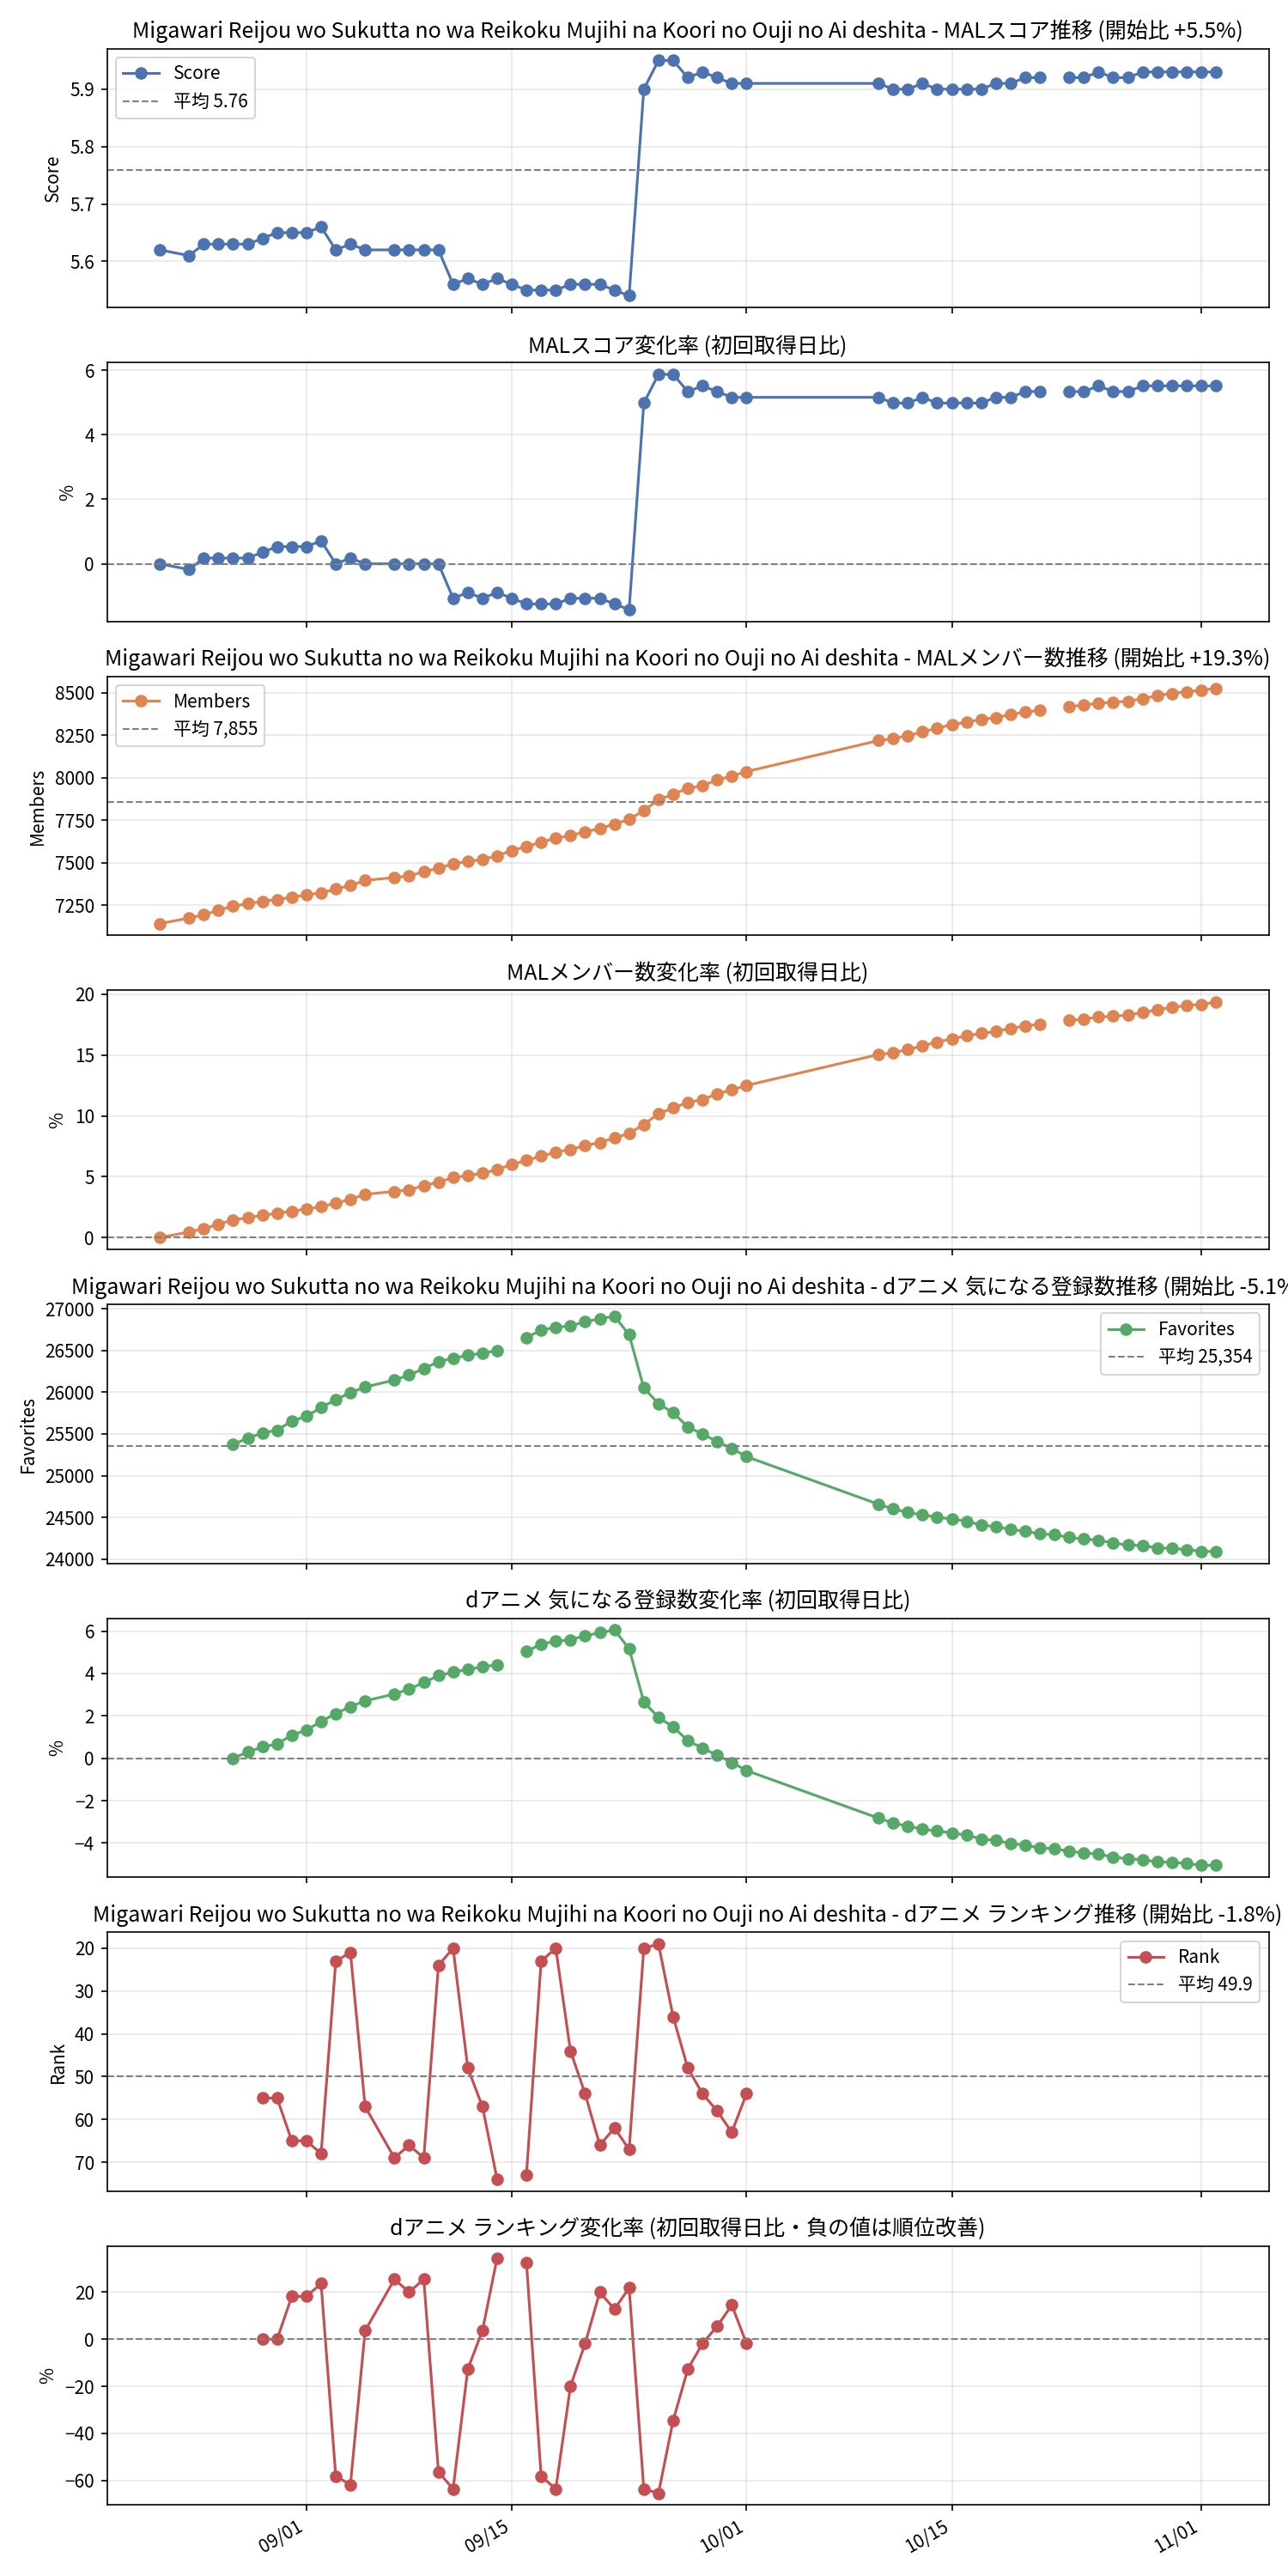 Migawari Reijou wo Sukutta no wa Reikoku Mujihi na Koori no Ouji no Ai deshita - MALスコア推移 (開始比 +5.5%)
Score
平均 5.76
Score
5.9
5.8
5.7
5.6
MALスコア変化率 (初回取得日比)
%
6
4
2
0
Migawari Reijou wo Sukutta no wa Reikoku Mujihi na Koori no Ouji no Ai deshita - MALメンバー数推移 (開始比 +19.3%)
Members
平均 7,855
Members
8500
8250
8000
7750
7500
7250
MALメンバー数変化率 (初回取得日比)
%
20
15
10
5
0
Migawari Reijou wo Sukutta no wa Reikoku Mujihi na Koori no Ouji no Ai deshita - dアニメ 気になる登録数推移 (開始比 -5.1%
Favorites
平均 25,354
Favorites
27000
26500
26000
25500
25000
24500
24000
dアニメ 気になる登録数変化率 (初回取得日比)
%
6
4
2
0
−2
−4
Migawari Reijou wo Sukutta no wa Reikoku Mujihi na Koori no Ouji no Ai deshita - dアニメ ランキング推移 (開始比 -1.8%)
Rank
平均 49.9
Rank
20
30
40
50
60
70
dアニメ ランキング変化率 (初回取得日比・負の値は順位改善)
%
20
0
−20
−40
−60
09/01
09/15
10/01
10/15
11/01